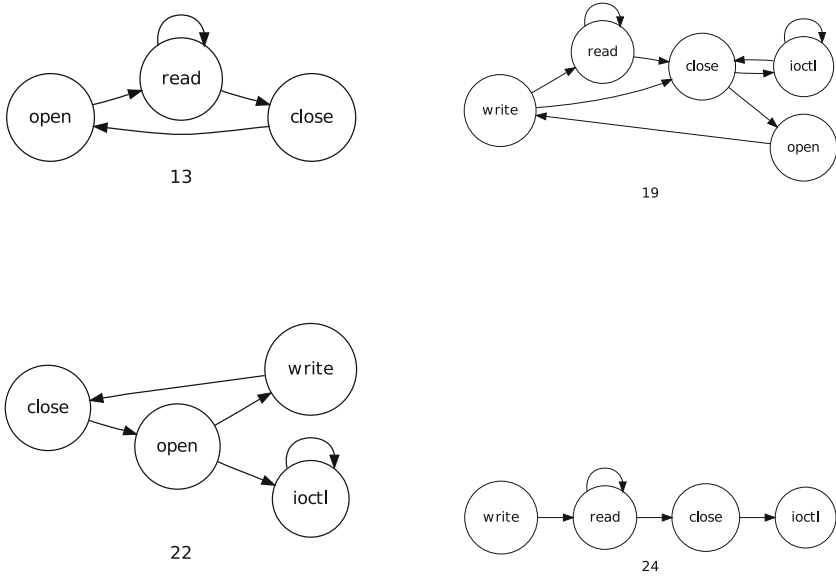 open
read
close
13
write
read
close
ioctl
open
19
close
open
write
ioctl
22
write
read
close
ioctl
24